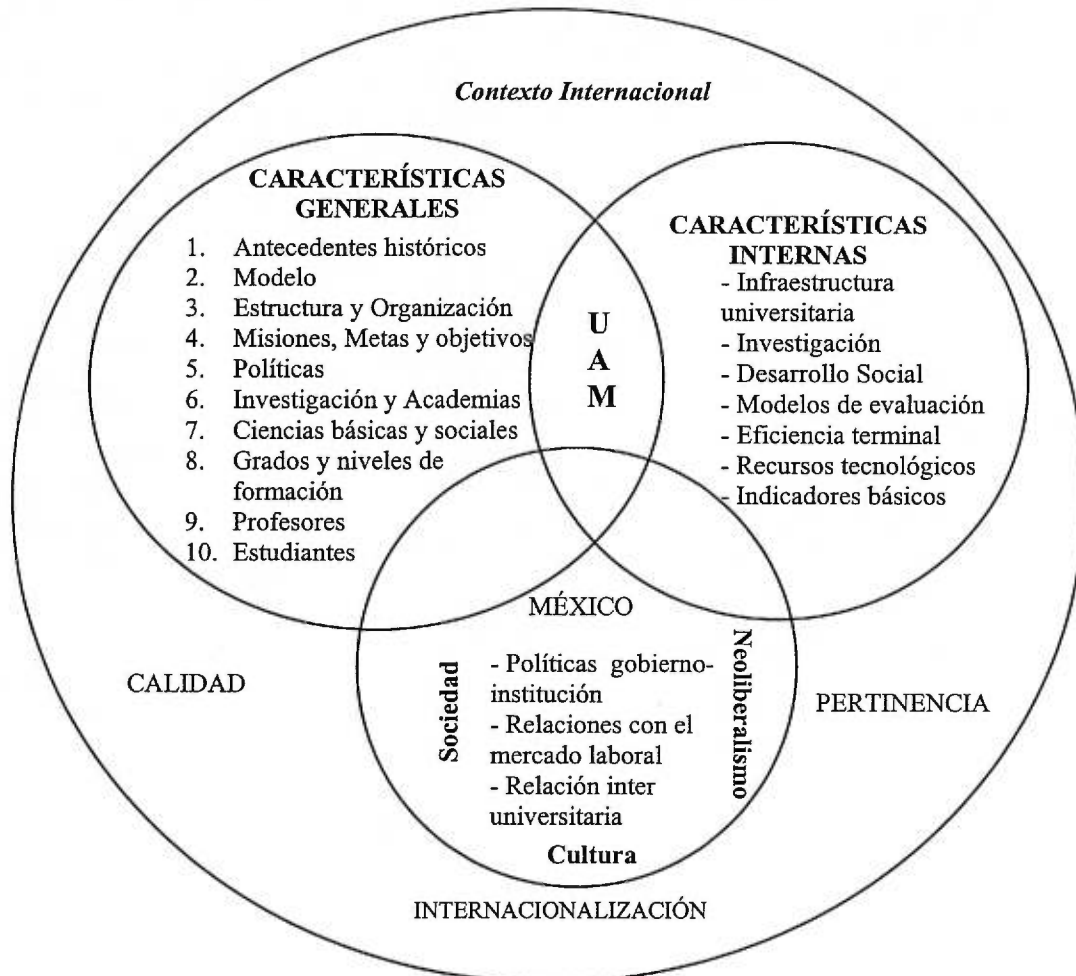 Contexto Internacional
CARACTERÍSTICAS
GENERALES
1. Antecedentes históricos
2. Modelo
3. Estructura y Organización
4. Misiones, Metas y objetivos
5. Políticas
6. Investigación y Academias
7. Ciencias básicas y sociales
8. Grados y niveles de
formación
9. Profesores
10. Estudiantes
U
A
M
CARACTERÍSTICAS
INTERNAS
- Infraestructura
universitaria
- Investigación
- Desarrollo Social
- Modelos de evaluación
- Eficiencia terminal
- Recursos tecnológicos
- Indicadores básicos
MÉXICO
Sociedad
- Políticas gobierno-
institución
- Relaciones con el
mercado laboral
- Relación inter
universitaria
Neoliberalismo
Cultura
CALIDAD
PERTINENCIA
INTERNACIONALIZACIÓN